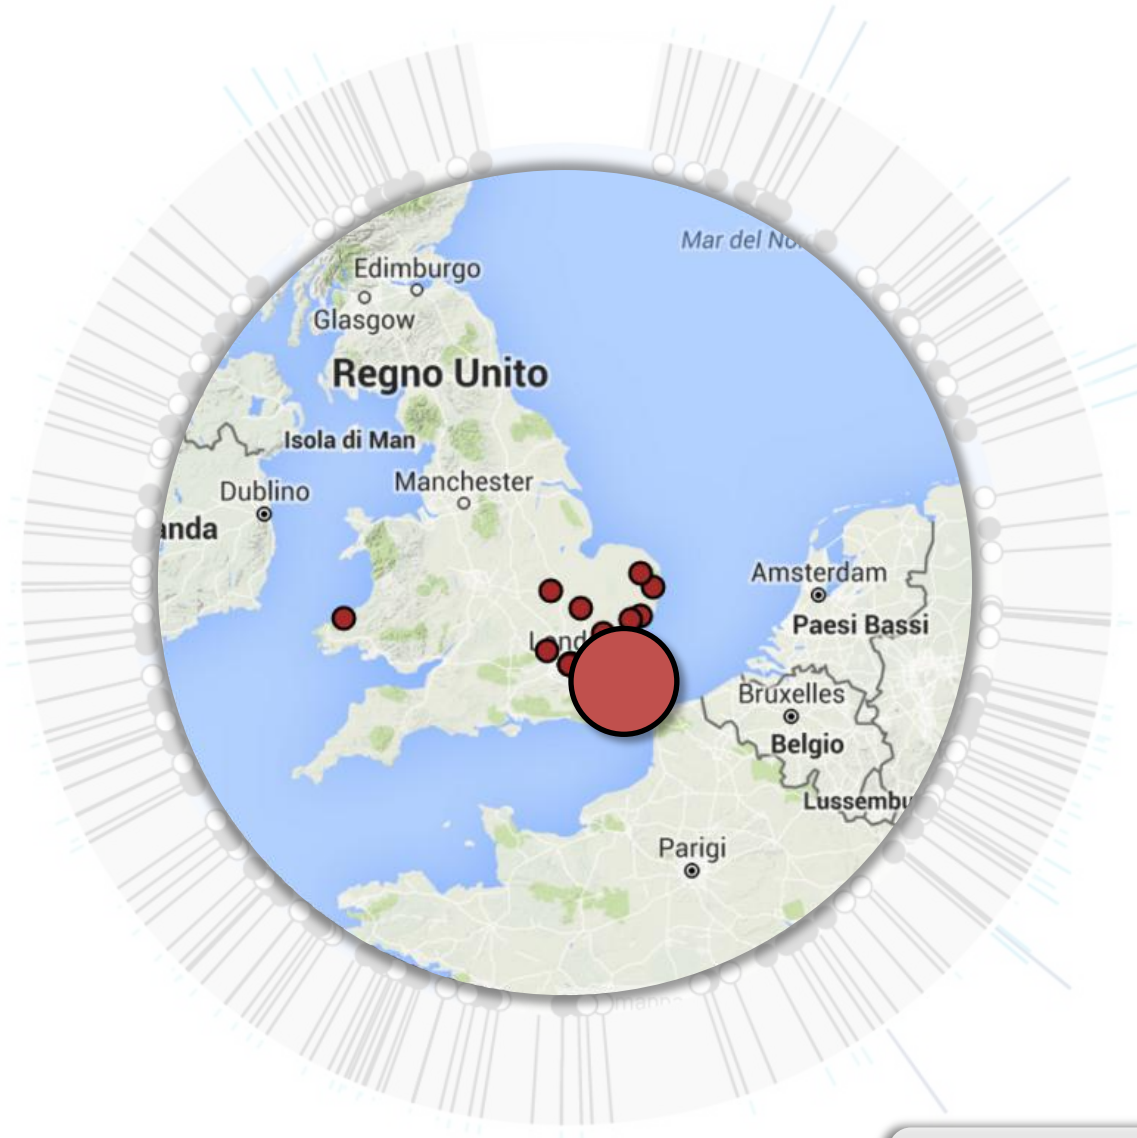 Mar del No
Edimburgo
Glasgow
Regno Unito
Isola di Man
Manchester
Dublino
anda
Amsterdam
Lond
Paesi Bassi
Bruxelles
Belgio
Lussembu
Parigi